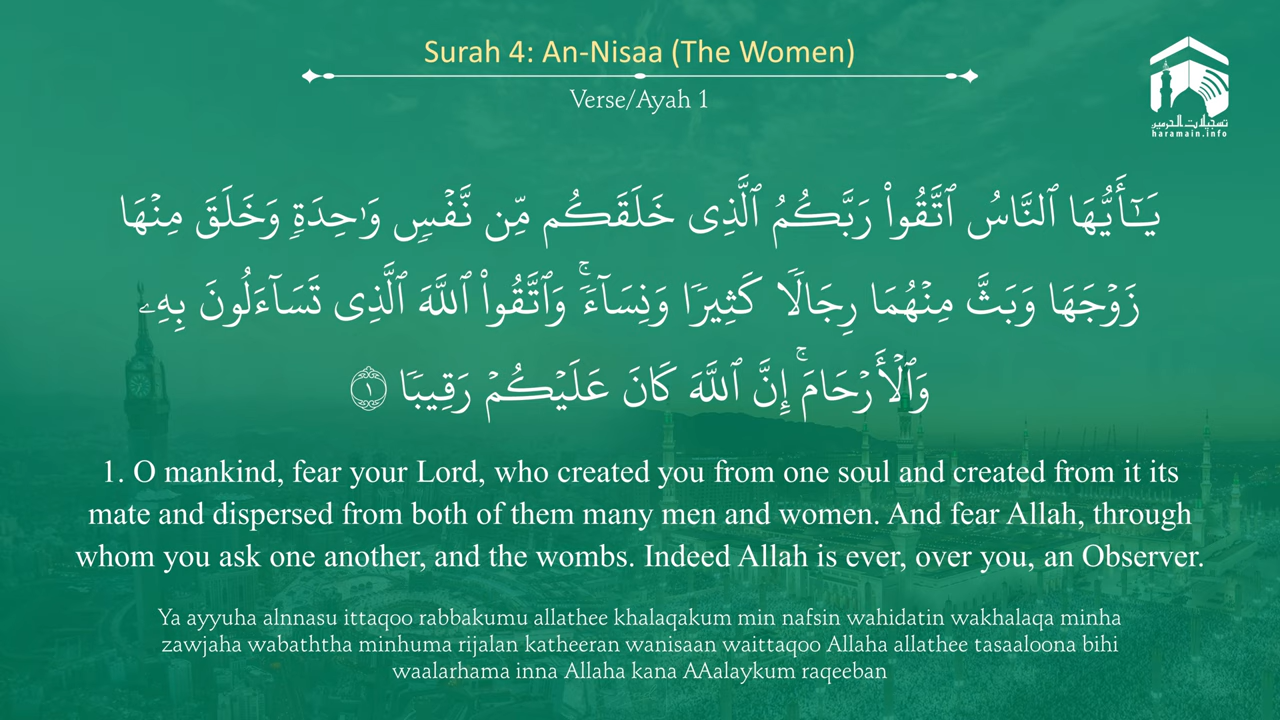 Surah 4: An-Nisaa (The Women)
Verse/Ayah 1
تسجيلات الحرمين
haramain.info
يَـٰٓأَيُّهَا ٱلنَّاسُ ٱتَّقُوا۟ رَبَّكُمُ ٱلَّذِى خَلَقَكُم مِّن نَّفْسٍۢ وَٰحِدَةٍۢ وَخَلَقَ مِنْهَا
زَوْجَهَا وَبَثَّ مِنْهُمَا رِجَالًۭا كَثِيرًۭا وَنِسَآءًۭ ۚ وَٱتَّقُوا۟ ٱللَّهَ ٱلَّذِى تَسَآءَلُونَ بِهِۦ
وَٱلْأَرْحَامَ ۚ إِنَّ ٱللَّهَ كَانَ عَلَيْكُمْ رَقِيبًۭا ١
1. O mankind, fear your Lord, who created you from one soul and created from it its
mate and dispersed from both of them many men and women. And fear Allah, through
whom you ask one another, and the wombs. Indeed Allah is ever, over you, an Observer.
Ya ayyuha alnnasu ittaqoo rabbakumu allathee khalaqakum min nafsin wahidatin wakhalaqa minha
zawjaha wabaththa minhuma rijalan katheeran wanisaan waittaqoo Allaha allathee tasaaloona bihi
waalarhama inna Allaha kana AAalaykum raqeeban